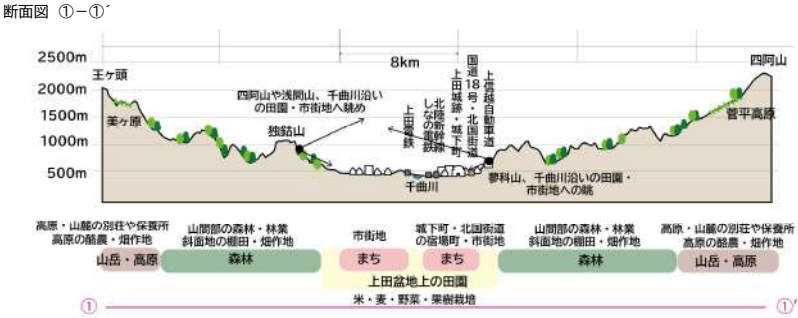 断面図 ①－①´
8km
2500m
2000m
1500m
1000m
500m
王ヶ頭
美ヶ原
四阿山や浅間山、千曲川沿い
の田園・市街地へ眺め
独鈷山
上田電鉄
千曲川
しなの電鉄
北陸新幹線
上田城跡・城下町
国道18号・北国街道
上信越自動車道
蓼科山、千曲川沿いの田園・
市街地への眺
四阿山
菅平高原
高原・山麓の別荘や保養所
高原の酪農・畑作地
山岳・高原
山間部の森林・林業
斜面地の棚田・畑作地
森林
市街地
まち
城下町・北国街道
の宿場町・市街地
まち
上田盆地上の田園
米・麦・野菜・果樹栽培
山間部の森林・林業
斜面地の棚田・畑作地
森林
高原・山麓の別荘や保養所
高原の酪農・畑作地
山岳・高原
①
①´